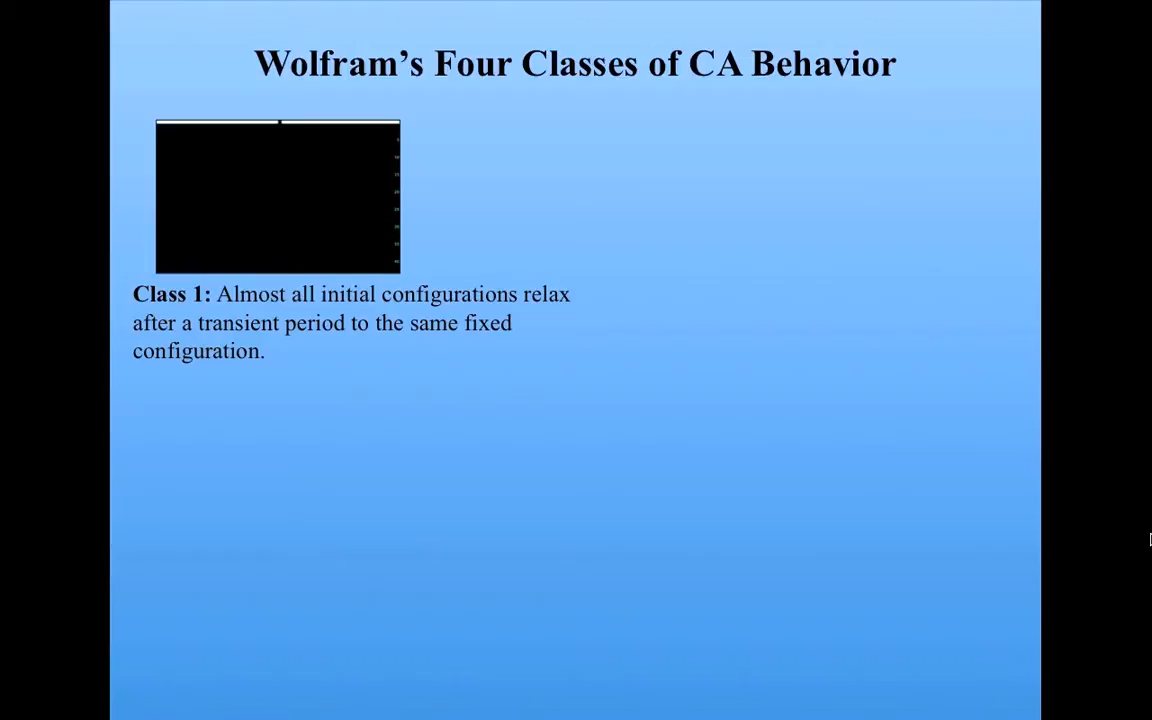 Wolfram’s Four Classes of CA Behavior
Class 1: Almost all initial configurations relax
after a transient period to the same fixed
configuration.